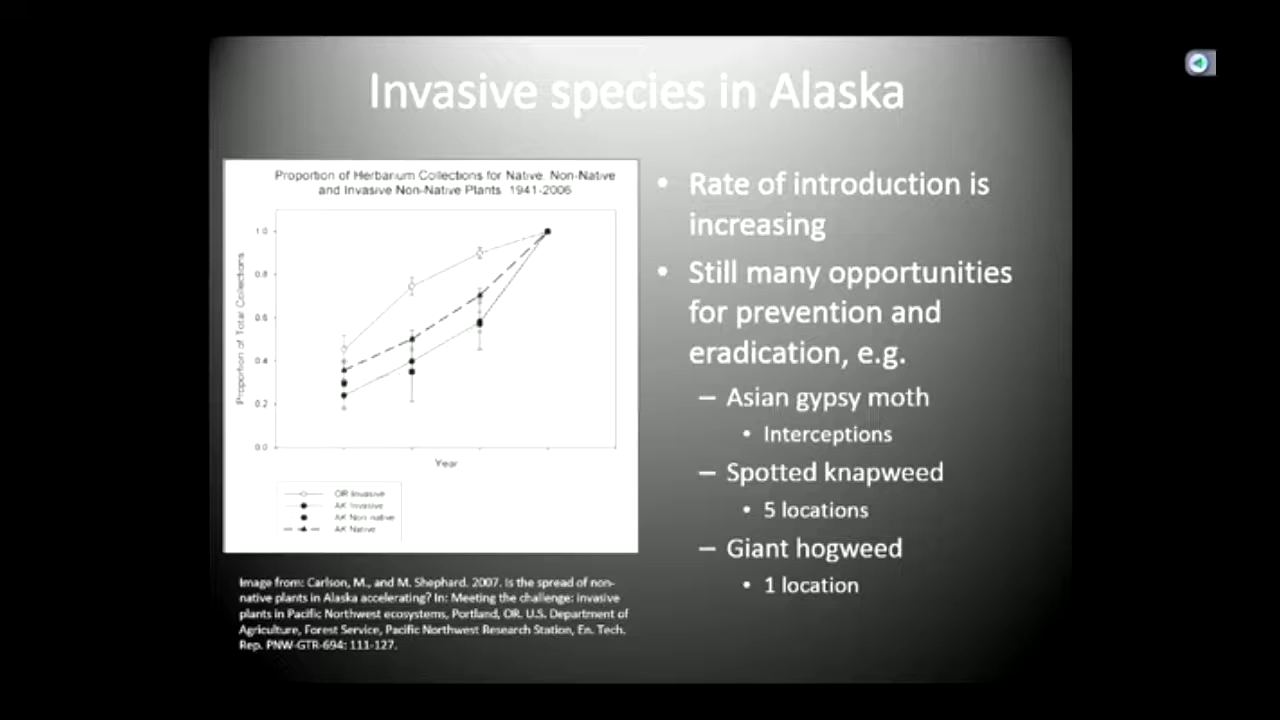 Invasive species in Alaska
Proportion of Herbarium Collections for Native, Non-Native
and Invasive Non-Native Plants 1941-2006
Proportion of Total Collections
1.0
0.8
0.6
0.4
0.2
0.0
Year
OR Invasive
AK Invasive
AK Non-native
AK Native
Image from: Carlson, M., and M. Shephard. 2007. Is the spread of non-
native plants in Alaska accelerating? In: Meeting the challenge: invasive
plants in Pacific Northwest ecosystems, Portland, OR. U.S. Department of
Agriculture, Forest Service, Pacific Northwest Research Station, En. Tech.
Rep. PNW-GTR-694: 111-127.
• Rate of introduction is
increasing
• Still many opportunities
for prevention and
eradication, e.g.
– Asian gypsy moth
• Interceptions
– Spotted knapweed
• 5 locations
– Giant hogweed
• 1 location